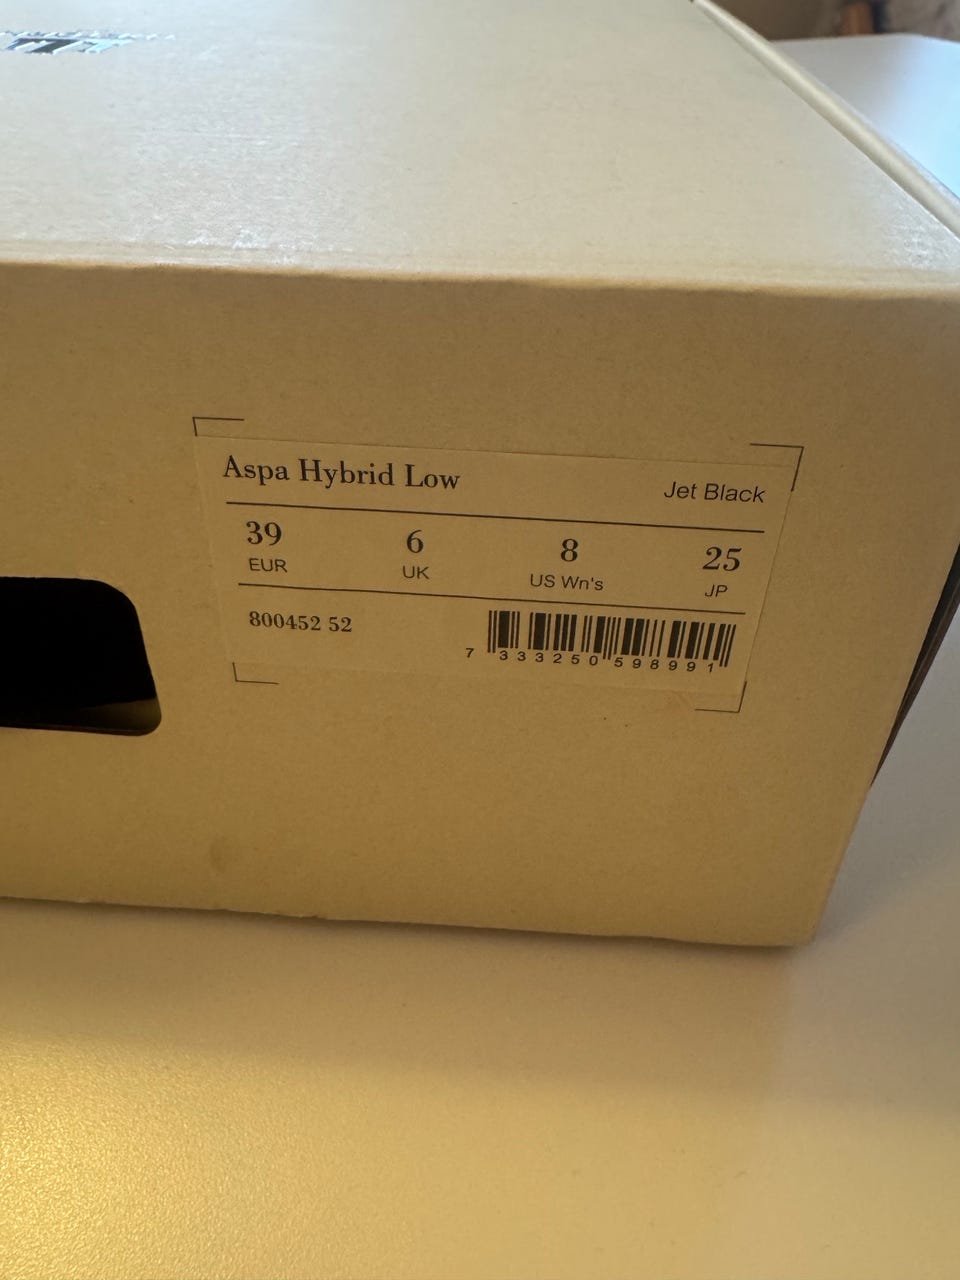 Aspa Hybrid Low Jet Black
39 6 8 25
EUR UK US Wn's JP
800452 52
7 333250 598991